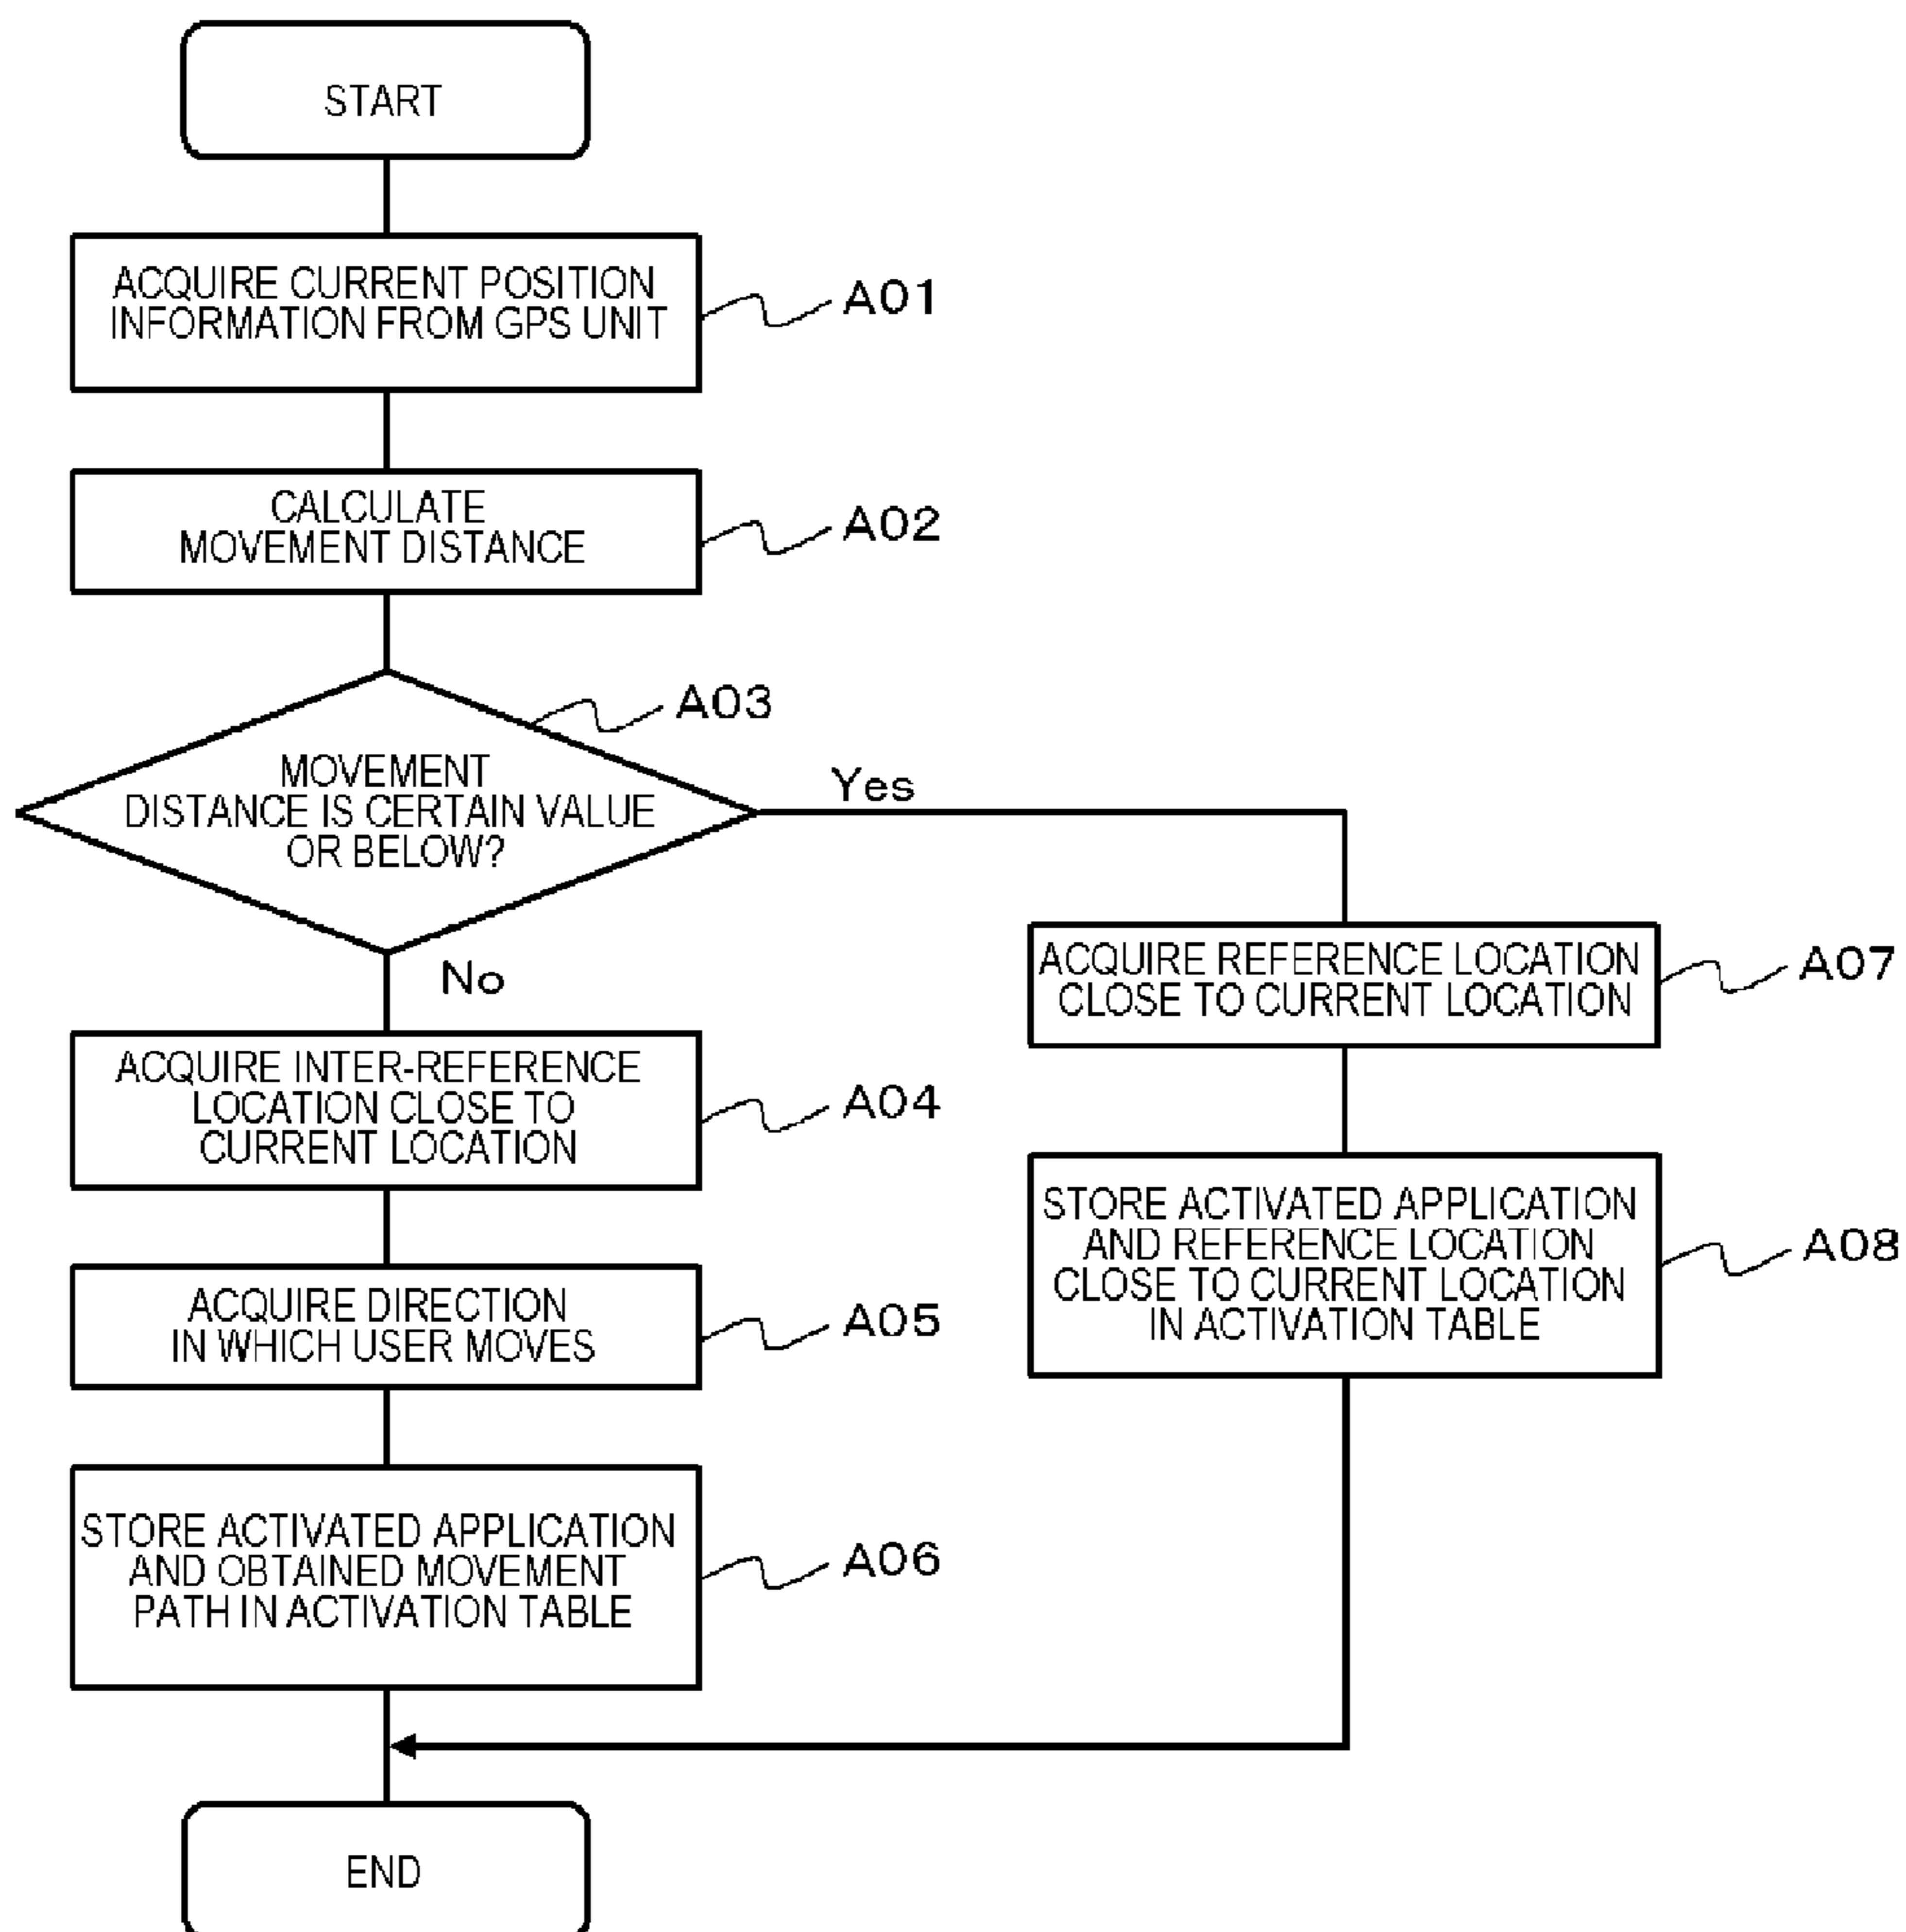 START
ACQUIRE CURRENT POSITION
INFORMATION FROM GPS UNIT
A01
CALCULATE
MOVEMENT DISTANCE
A02
A03
MOVEMENT
DISTANCE IS CERTAIN VALUE
OR BELOW?
Yes
No
ACQUIRE INTER-REFERENCE
LOCATION CLOSE TO
CURRENT LOCATION
A04
ACQUIRE DIRECTION
IN WHICH USER MOVES
A05
STORE ACTIVATED APPLICATION
AND OBTAINED MOVEMENT
PATH IN ACTIVATION TABLE
A06
ACQUIRE REFERENCE LOCATION
CLOSE TO CURRENT LOCATION
A07
STORE ACTIVATED APPLICATION
AND REFERENCE LOCATION
CLOSE TO CURRENT LOCATION
IN ACTIVATION TABLE
A08
END